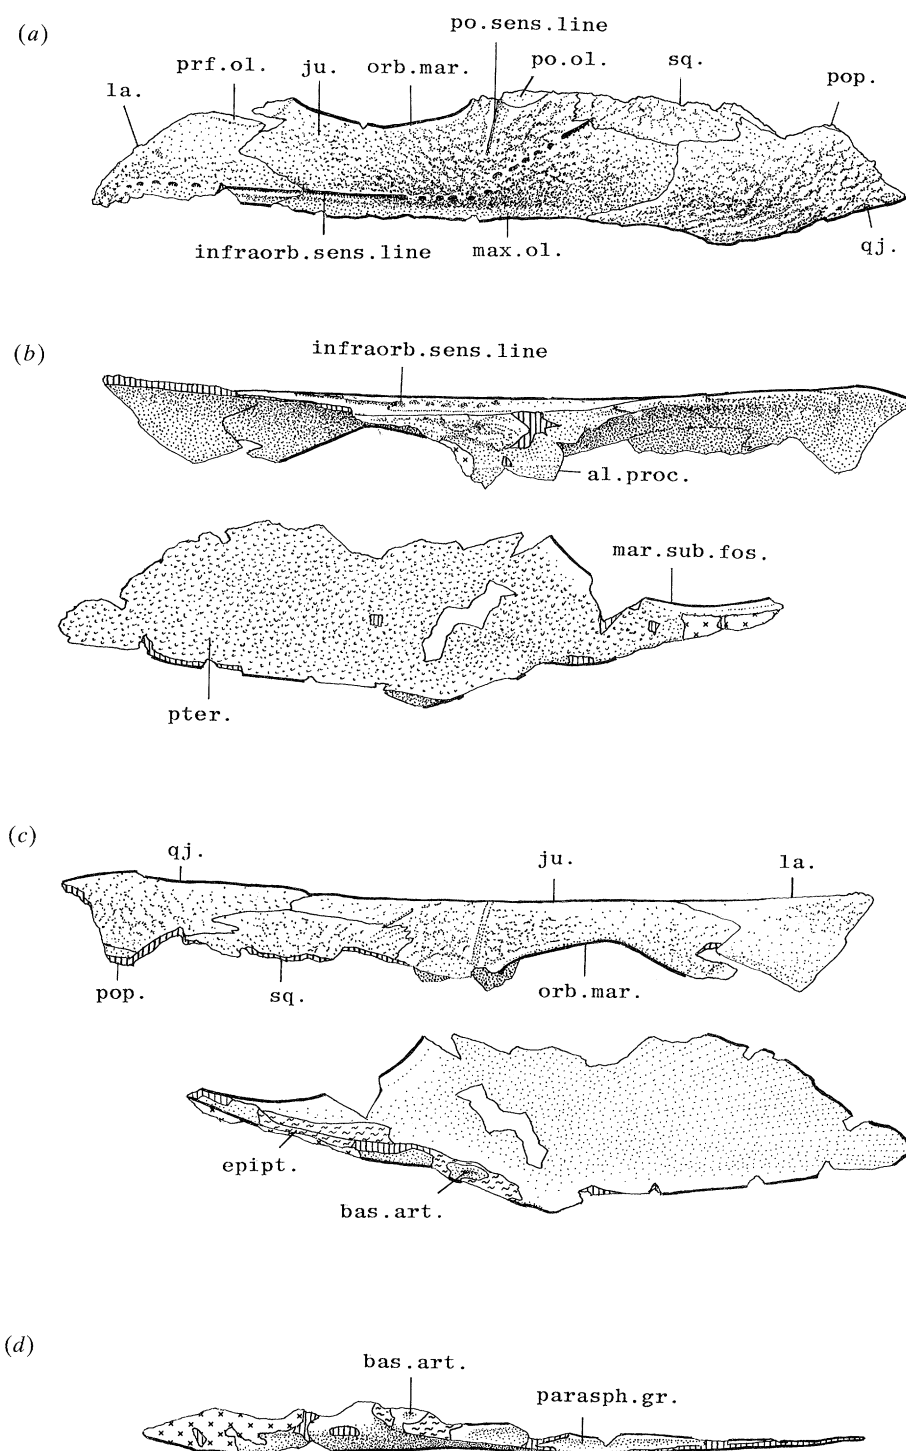 (a)
po.sens.line
prf.ol. ju. orb.mar. po.ol. sq.
la. pop.
infraorb.sens.line max.ol. qj.
(b)
infraorb.sens.line
al.proc.
mar.sub.fos.
pter.
(c)
qj. ju. la.
pop. sq. orb.mar.
epipt.
bas.art.
(d)
bas.art.
parasph.gr.